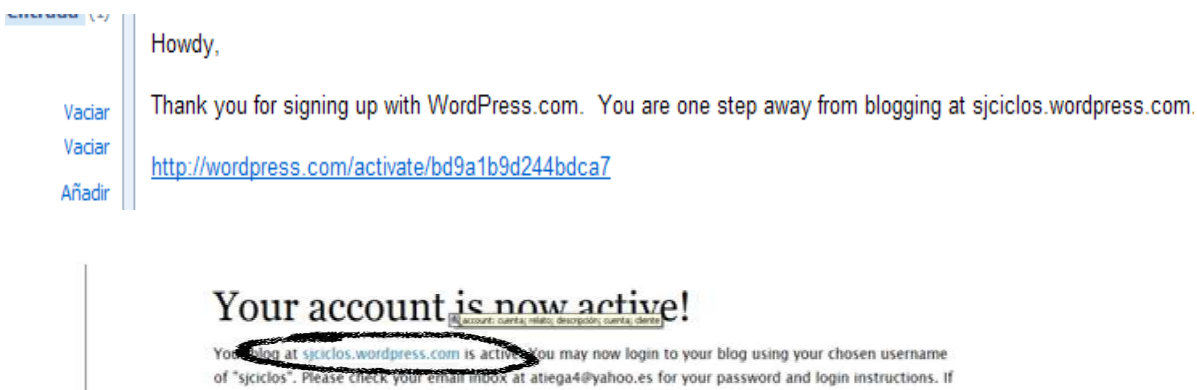 Entrada (1)
Howdy,
Vaciar
Thank you for signing up with WordPress.com. You are one step away from blogging at sjciclos.wordpress.com.
Vaciar
http://wordpress.com/activate/bd9a1b9d244bdca7
Añadir
Your account is now active!
account: cuenta; relato; descripción; cuenta; cliente
Your blog at sjciclos.wordpress.com is active. You may now login to your blog using your chosen username
of "sjciclos". Please check your email inbox at atiega4@yahoo.es for your password and login instructions. If